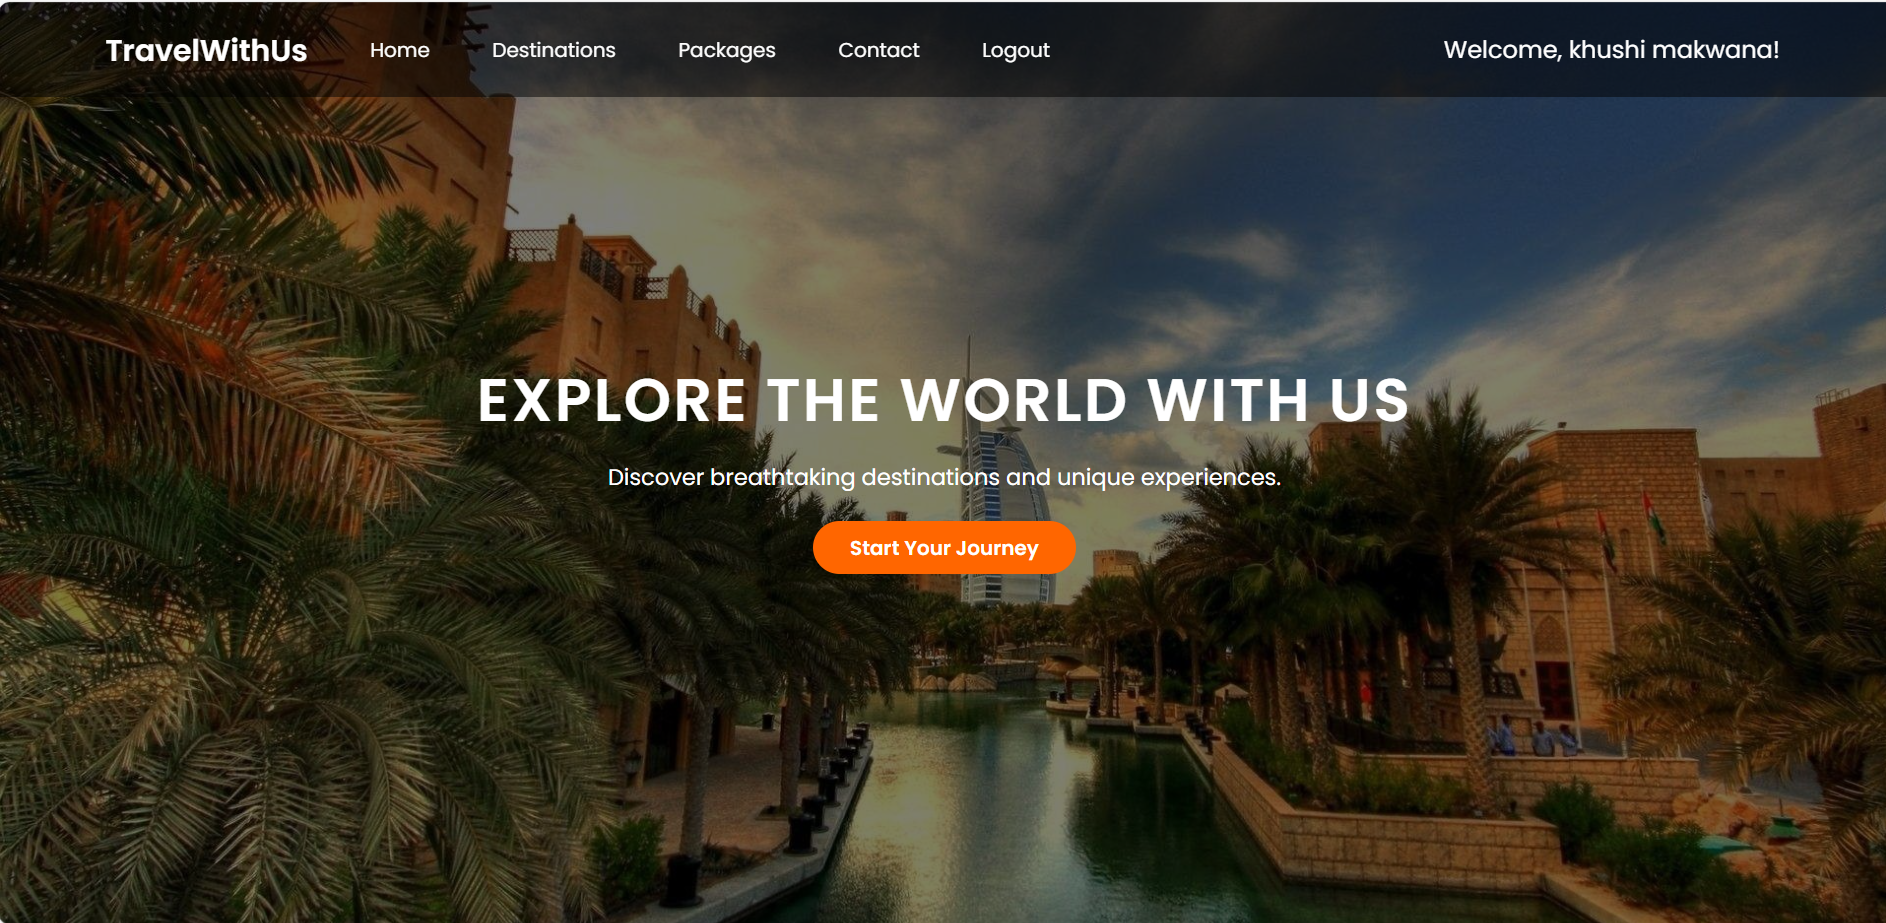 TravelWithUs Home Destinations Packages Contact Logout Welcome, khushi makwana!
EXPLORE THE WORLD WITH US
Discover breathtaking destinations and unique experiences.
Start Your Journey